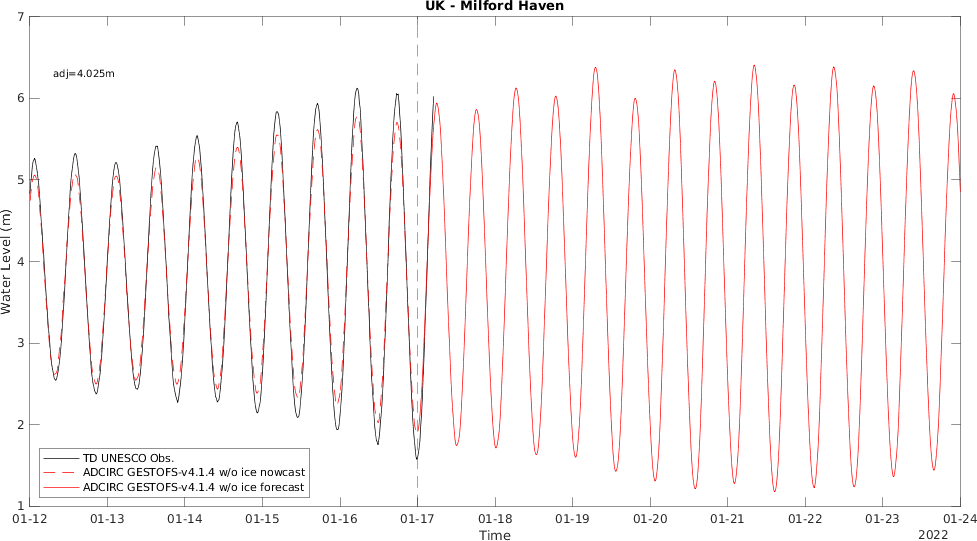 UK - Milford Haven
adj=4.025m
7
6
5
4
3
2
1
Water Level (m)
TD UNESCO Obs.
ADCIRC GESTOFS-v4.1.4 w/o ice nowcast
ADCIRC GESTOFS-v4.1.4 w/o ice forecast
01-12 01-13 01-14 01-15 01-16 01-17 01-18 01-19 01-20 01-21 01-22 01-23 01-24
Time
2022